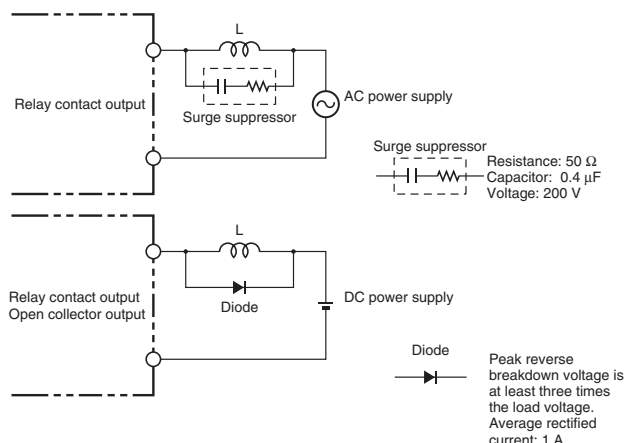 L
Relay contact output
Surge suppressor
AC power supply
Surge suppressor
Resistance: 50 Ω
Capacitor: 0.4 μF
Voltage: 200 V
L
Relay contact output
Open collector output
Diode
DC power supply
Diode
Peak reverse
breakdown voltage is
at least three times
the load voltage.
Average rectified
current: 1 A